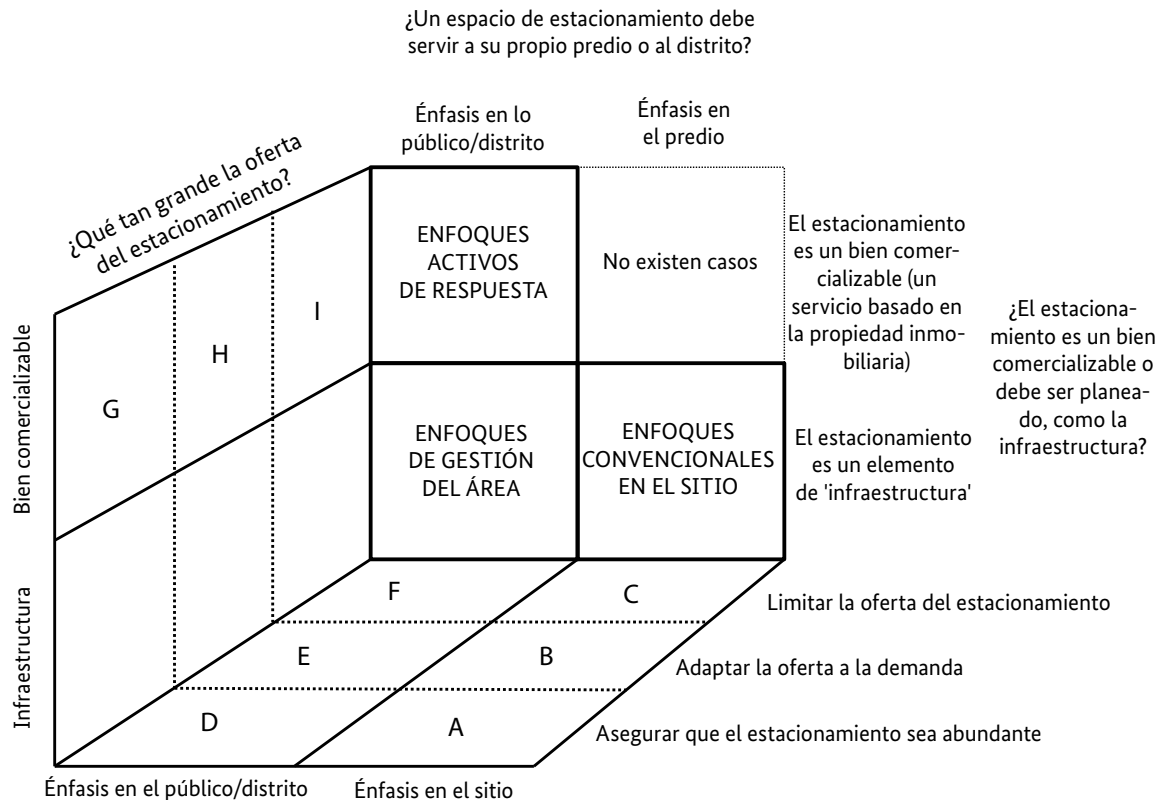 ¿Un espacio de estacionamiento debe
servir a su propio predio o al distrito?
Énfasis en lo
público/distrito
Énfasis en
el predio
¿Qué tan grande la oferta
del estacionamiento?
ENFOQUES
ACTIVOS
DE RESPUESTA
No existen casos
El estacionamiento
es un bien comer-
cializable (un
servicio basado en
la propiedad inmo-
biliaria)
¿El estaciona-
miento es un bien
comercializable o
debe ser planea-
do, como la
infraestructura?
Bien comercializable
G
H
I
ENFOQUES
DE GESTIÓN
DEL ÁREA
ENFOQUES
CONVENCIONALES
EN EL SITIO
El estacionamiento
es un elemento
de 'infraestructura'
Infraestructura
F
C
Limitar la oferta del estacionamiento
E
B
Adaptar la oferta a la demanda
D
A
Asegurar que el estacionamiento sea abundante
Énfasis en el público/distrito
Énfasis en el sitio